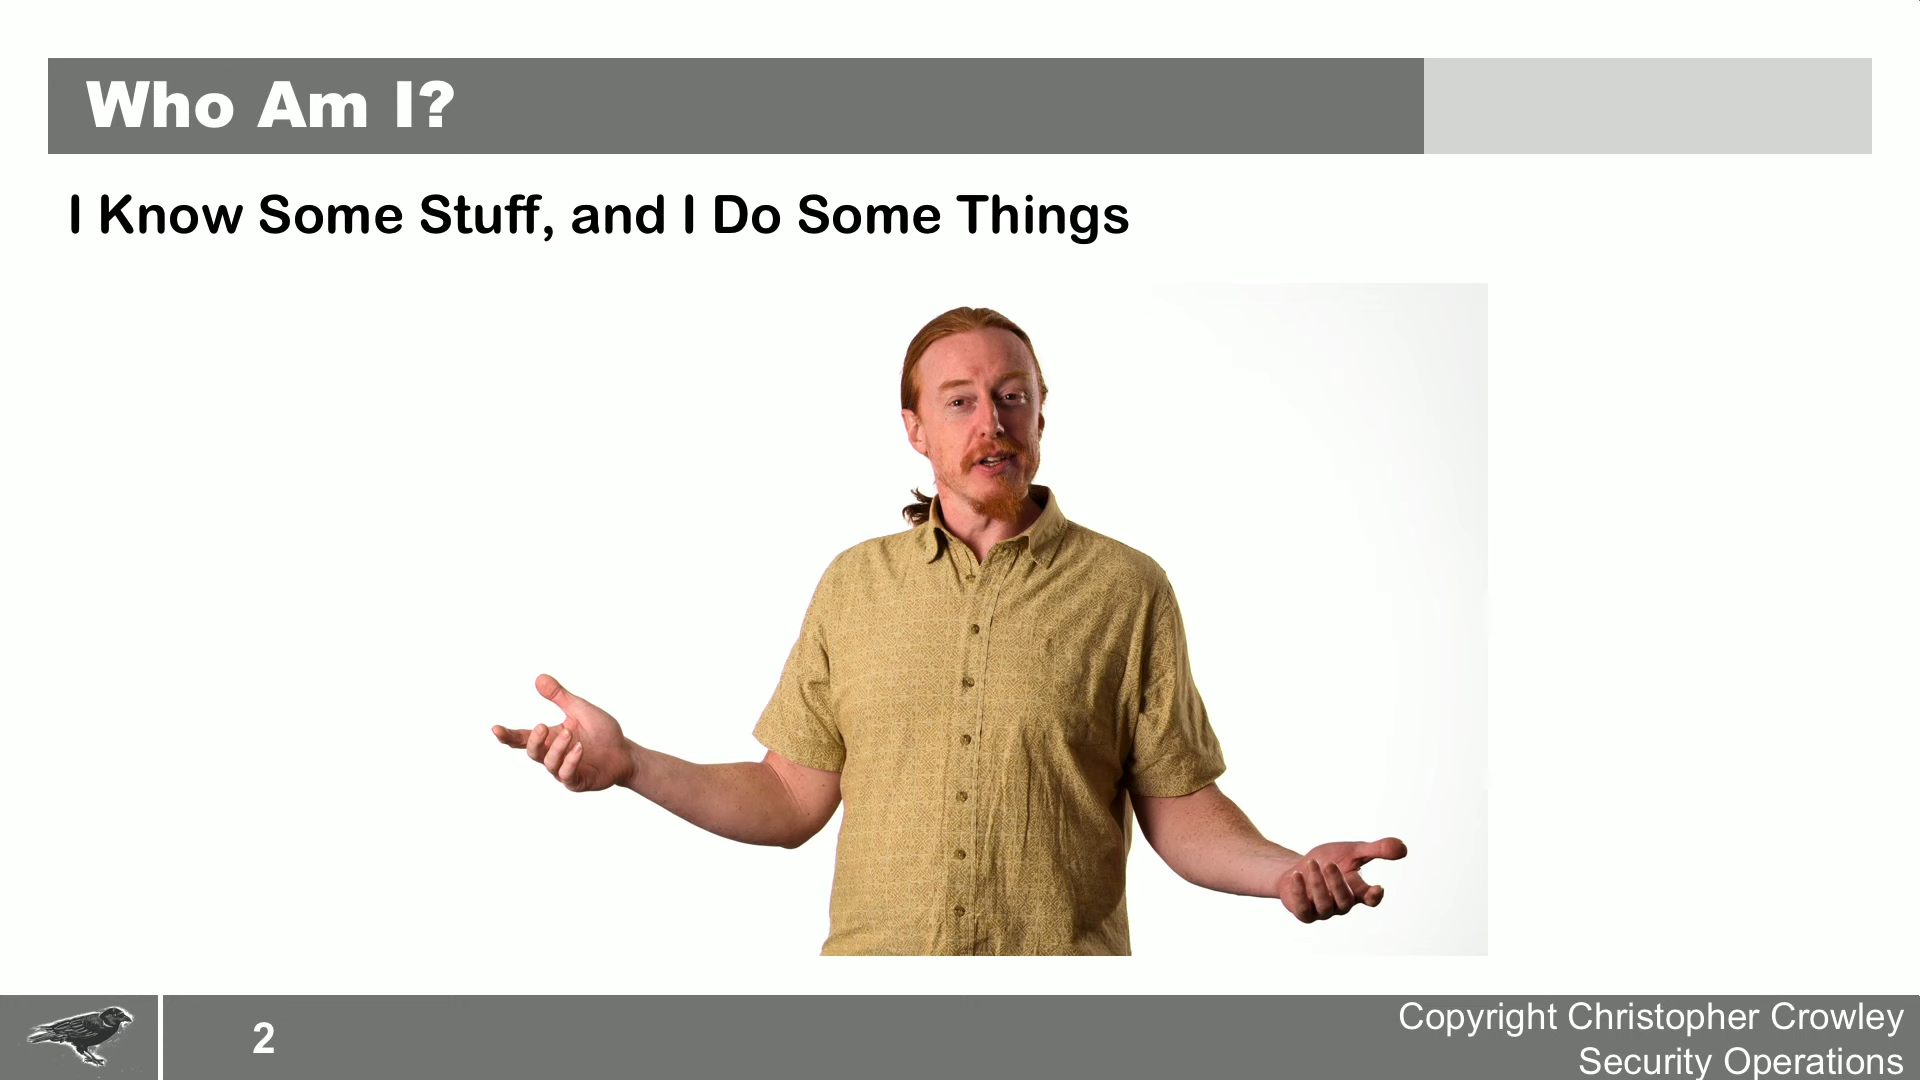 Who Am I?
I Know Some Stuff, and I Do Some Things
2
Copyright Christopher Crowley
Security Operations